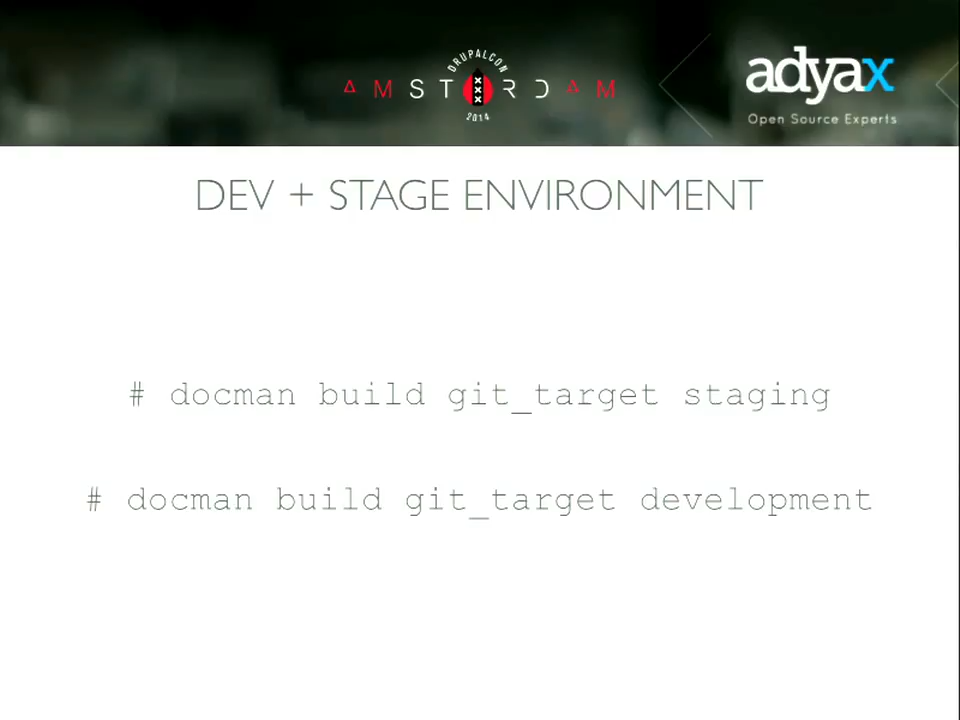 DRUPALCON
AMSTERDAM
2014
adyax
Open Source Experts
DEV + STAGE ENVIRONMENT
# docman build git_target staging
# docman build git_target development